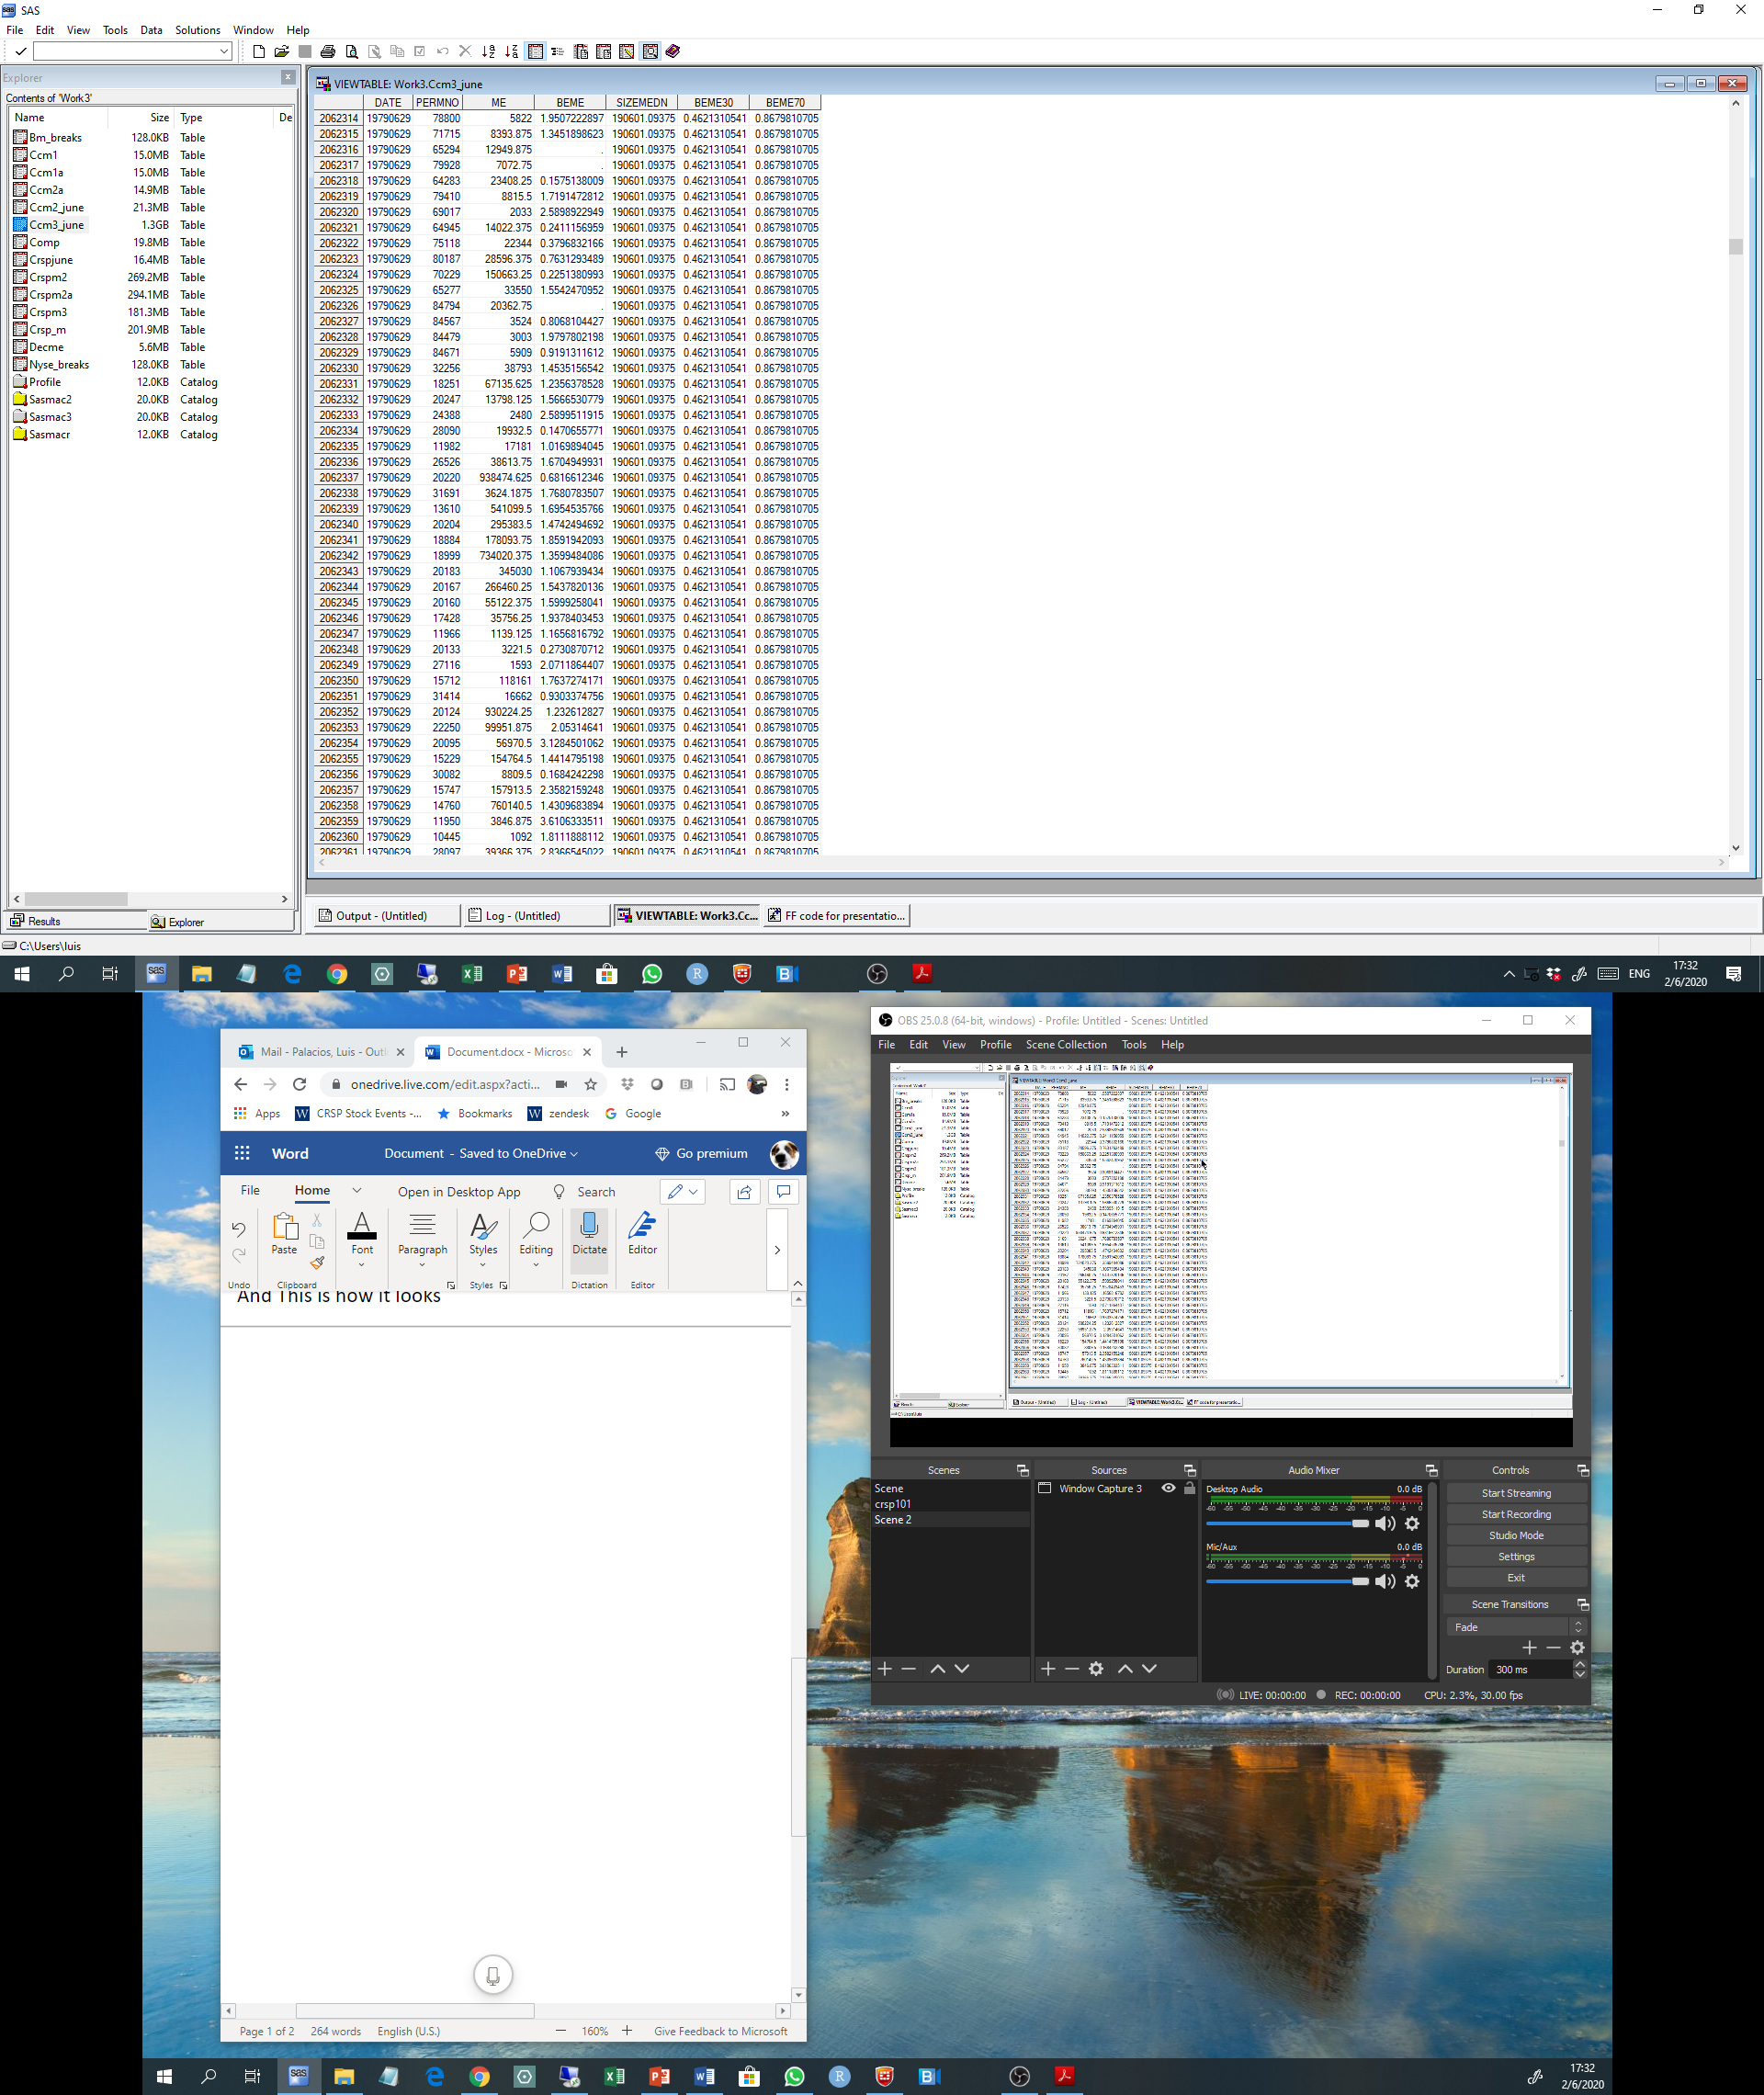 SAS
File Edit View Tools Data Solutions Window Help
Explorer
Contents of 'Work3'
Name Size Type De
Bm_breaks 128.0KB Table
Ccm1 15.0MB Table
Ccm1a 15.0MB Table
Ccm2a 14.9MB Table
Ccm2_june 21.3MB Table
Ccm3_june 1.3GB Table
Comp 19.8MB Table
Crspjune 16.4MB Table
Crspm2 269.2MB Table
Crspm2a 294.1MB Table
Crspm3 181.3MB Table
Crsp_m 201.9MB Table
Decme 5.6MB Table
Nyse_breaks 128.0KB Table
Profile 12.0KB Catalog
Sasmac2 20.0KB Catalog
Sasmac3 20.0KB Catalog
Sasmacr 12.0KB Catalog
Results Explorer
VIEWTABLE: Work3.Ccm3_june
DATE PERMNO ME BEME SIZEMEDN BEME30 BEME70
2062314 19790629 78800 5822 1.9507222897 190601.09375 0.4621310541 0.8679810705
2062315 19790629 71715 8393.875 1.3451898623 190601.09375 0.4621310541 0.8679810705
2062316 19790629 65294 12949.875 . 190601.09375 0.4621310541 0.8679810705
2062317 19790629 79928 7072.75 . 190601.09375 0.4621310541 0.8679810705
2062318 19790629 64283 23408.25 0.1575138009 190601.09375 0.4621310541 0.8679810705
2062319 19790629 79410 8815.5 1.7191472812 190601.09375 0.4621310541 0.8679810705
2062320 19790629 69017 2033 2.5898922949 190601.09375 0.4621310541 0.8679810705
2062321 19790629 64945 14022.375 0.2411156959 190601.09375 0.4621310541 0.8679810705
2062322 19790629 75118 22344 0.3796832166 190601.09375 0.4621310541 0.8679810705
2062323 19790629 80187 28596.375 0.7631293489 190601.09375 0.4621310541 0.8679810705
2062324 19790629 70229 150663.25 0.2251380993 190601.09375 0.4621310541 0.8679810705
2062325 19790629 65277 33550 1.5542470952 190601.09375 0.4621310541 0.8679810705
2062326 19790629 84794 20362.75 . 190601.09375 0.4621310541 0.8679810705
2062327 19790629 84567 3524 0.8068104427 190601.09375 0.4621310541 0.8679810705
2062328 19790629 84479 3003 1.9797802198 190601.09375 0.4621310541 0.8679810705
2062329 19790629 84671 5909 0.9191311612 190601.09375 0.4621310541 0.8679810705
2062330 19790629 32256 38793 1.4535156542 190601.09375 0.4621310541 0.8679810705
2062331 19790629 18251 67135.625 1.2356378528 190601.09375 0.4621310541 0.8679810705
2062332 19790629 20247 13798.125 1.5666530779 190601.09375 0.4621310541 0.8679810705
2062333 19790629 24388 2480 2.5899511915 190601.09375 0.4621310541 0.8679810705
2062334 19790629 28090 19932.5 0.1470655771 190601.09375 0.4621310541 0.8679810705
2062335 19790629 11982 17181 1.0169894045 190601.09375 0.4621310541 0.8679810705
2062336 19790629 26526 38613.75 1.6704949931 190601.09375 0.4621310541 0.8679810705
2062337 19790629 20220 938474.625 0.6816612346 190601.09375 0.4621310541 0.8679810705
2062338 19790629 31691 3624.1875 1.7680783507 190601.09375 0.4621310541 0.8679810705
2062339 19790629 13610 541099.5 1.6954535766 190601.09375 0.4621310541 0.8679810705
2062340 19790629 20204 295383.5 1.4742494692 190601.09375 0.4621310541 0.8679810705
2062341 19790629 18884 178093.75 1.8591942093 190601.09375 0.4621310541 0.8679810705
2062342 19790629 18999 734020.375 1.3599484086 190601.09375 0.4621310541 0.8679810705
2062343 19790629 20183 345030 1.1067939434 190601.09375 0.4621310541 0.8679810705
2062344 19790629 20167 266460.25 1.5437820136 190601.09375 0.4621310541 0.8679810705
2062345 19790629 20160 55122.375 1.5999258041 190601.09375 0.4621310541 0.8679810705
2062346 19790629 17428 35756.25 1.9378403453 190601.09375 0.4621310541 0.8679810705
2062347 19790629 11966 1139.125 1.1656816792 190601.09375 0.4621310541 0.8679810705
2062348 19790629 20133 3221.5 0.2730870712 190601.09375 0.4621310541 0.8679810705
2062349 19790629 27116 1593 2.0711864407 190601.09375 0.4621310541 0.8679810705
2062350 19790629 15712 118161 1.7637274171 190601.09375 0.4621310541 0.8679810705
2062351 19790629 31414 16662 0.9303374756 190601.09375 0.4621310541 0.8679810705
2062352 19790629 20124 930224.25 1.232612827 190601.09375 0.4621310541 0.8679810705
2062353 19790629 22250 99951.875 2.05314641 190601.09375 0.4621310541 0.8679810705
2062354 19790629 20095 56970.5 3.1284501062 190601.09375 0.4621310541 0.8679810705
2062355 19790629 15229 154764.5 1.4414795198 190601.09375 0.4621310541 0.8679810705
2062356 19790629 30082 8809.5 0.1684242298 190601.09375 0.4621310541 0.8679810705
2062357 19790629 15747 157913.5 2.3582159248 190601.09375 0.4621310541 0.8679810705
2062358 19790629 14760 760140.5 1.4309683894 190601.09375 0.4621310541 0.8679810705
2062359 19790629 11950 3846.875 3.6106333511 190601.09375 0.4621310541 0.8679810705
2062360 19790629 10445 1092 1.8111888112 190601.09375 0.4621310541 0.8679810705
2062361 19790629 28097 39366.375 2.8366545022 190601.09375 0.4621310541 0.8679810705
Output - (Untitled) Log - (Untitled) VIEWTABLE: Work3.Cc... FF code for presentatio...
C:\Users\luis
ENG 17:32
2/6/2020
Mail - Palacios, Luis - Outl Document.docx - Microso
onedrive.live.com/edit.aspx?acti...
Apps CRSP Stock Events -... Bookmarks zendesk Google »
Word Document - Saved to OneDrive Go premium
File Home Open in Desktop App Search
Paste Font Paragraph Styles Editing Dictate Editor
Undo Clipboard Styles Dictation Editor
And This is how it looks
Page 1 of 2 264 words English (U.S.) 160% Give Feedback to Microsoft
OBS 25.0.8 (64-bit, windows) - Profile: Untitled - Scenes: Untitled
File Edit View Profile Scene Collection Tools Help
Scenes Sources Audio Mixer Controls
Scene
crsp101
Scene 2
Window Capture 3
Desktop Audio 0.0 dB
-60 -55 -50 -45 -40 -35 -30 -25 -20 -15 -10 -5 0
Mic/Aux 0.0 dB
-60 -55 -50 -45 -40 -35 -30 -25 -20 -15 -10 -5 0
Start Streaming
Start Recording
Studio Mode
Settings
Exit
Scene Transitions
Fade
Duration 300 ms
LIVE: 00:00:00 REC: 00:00:00 CPU: 2.3%, 30.00 fps
17:32
2/6/2020